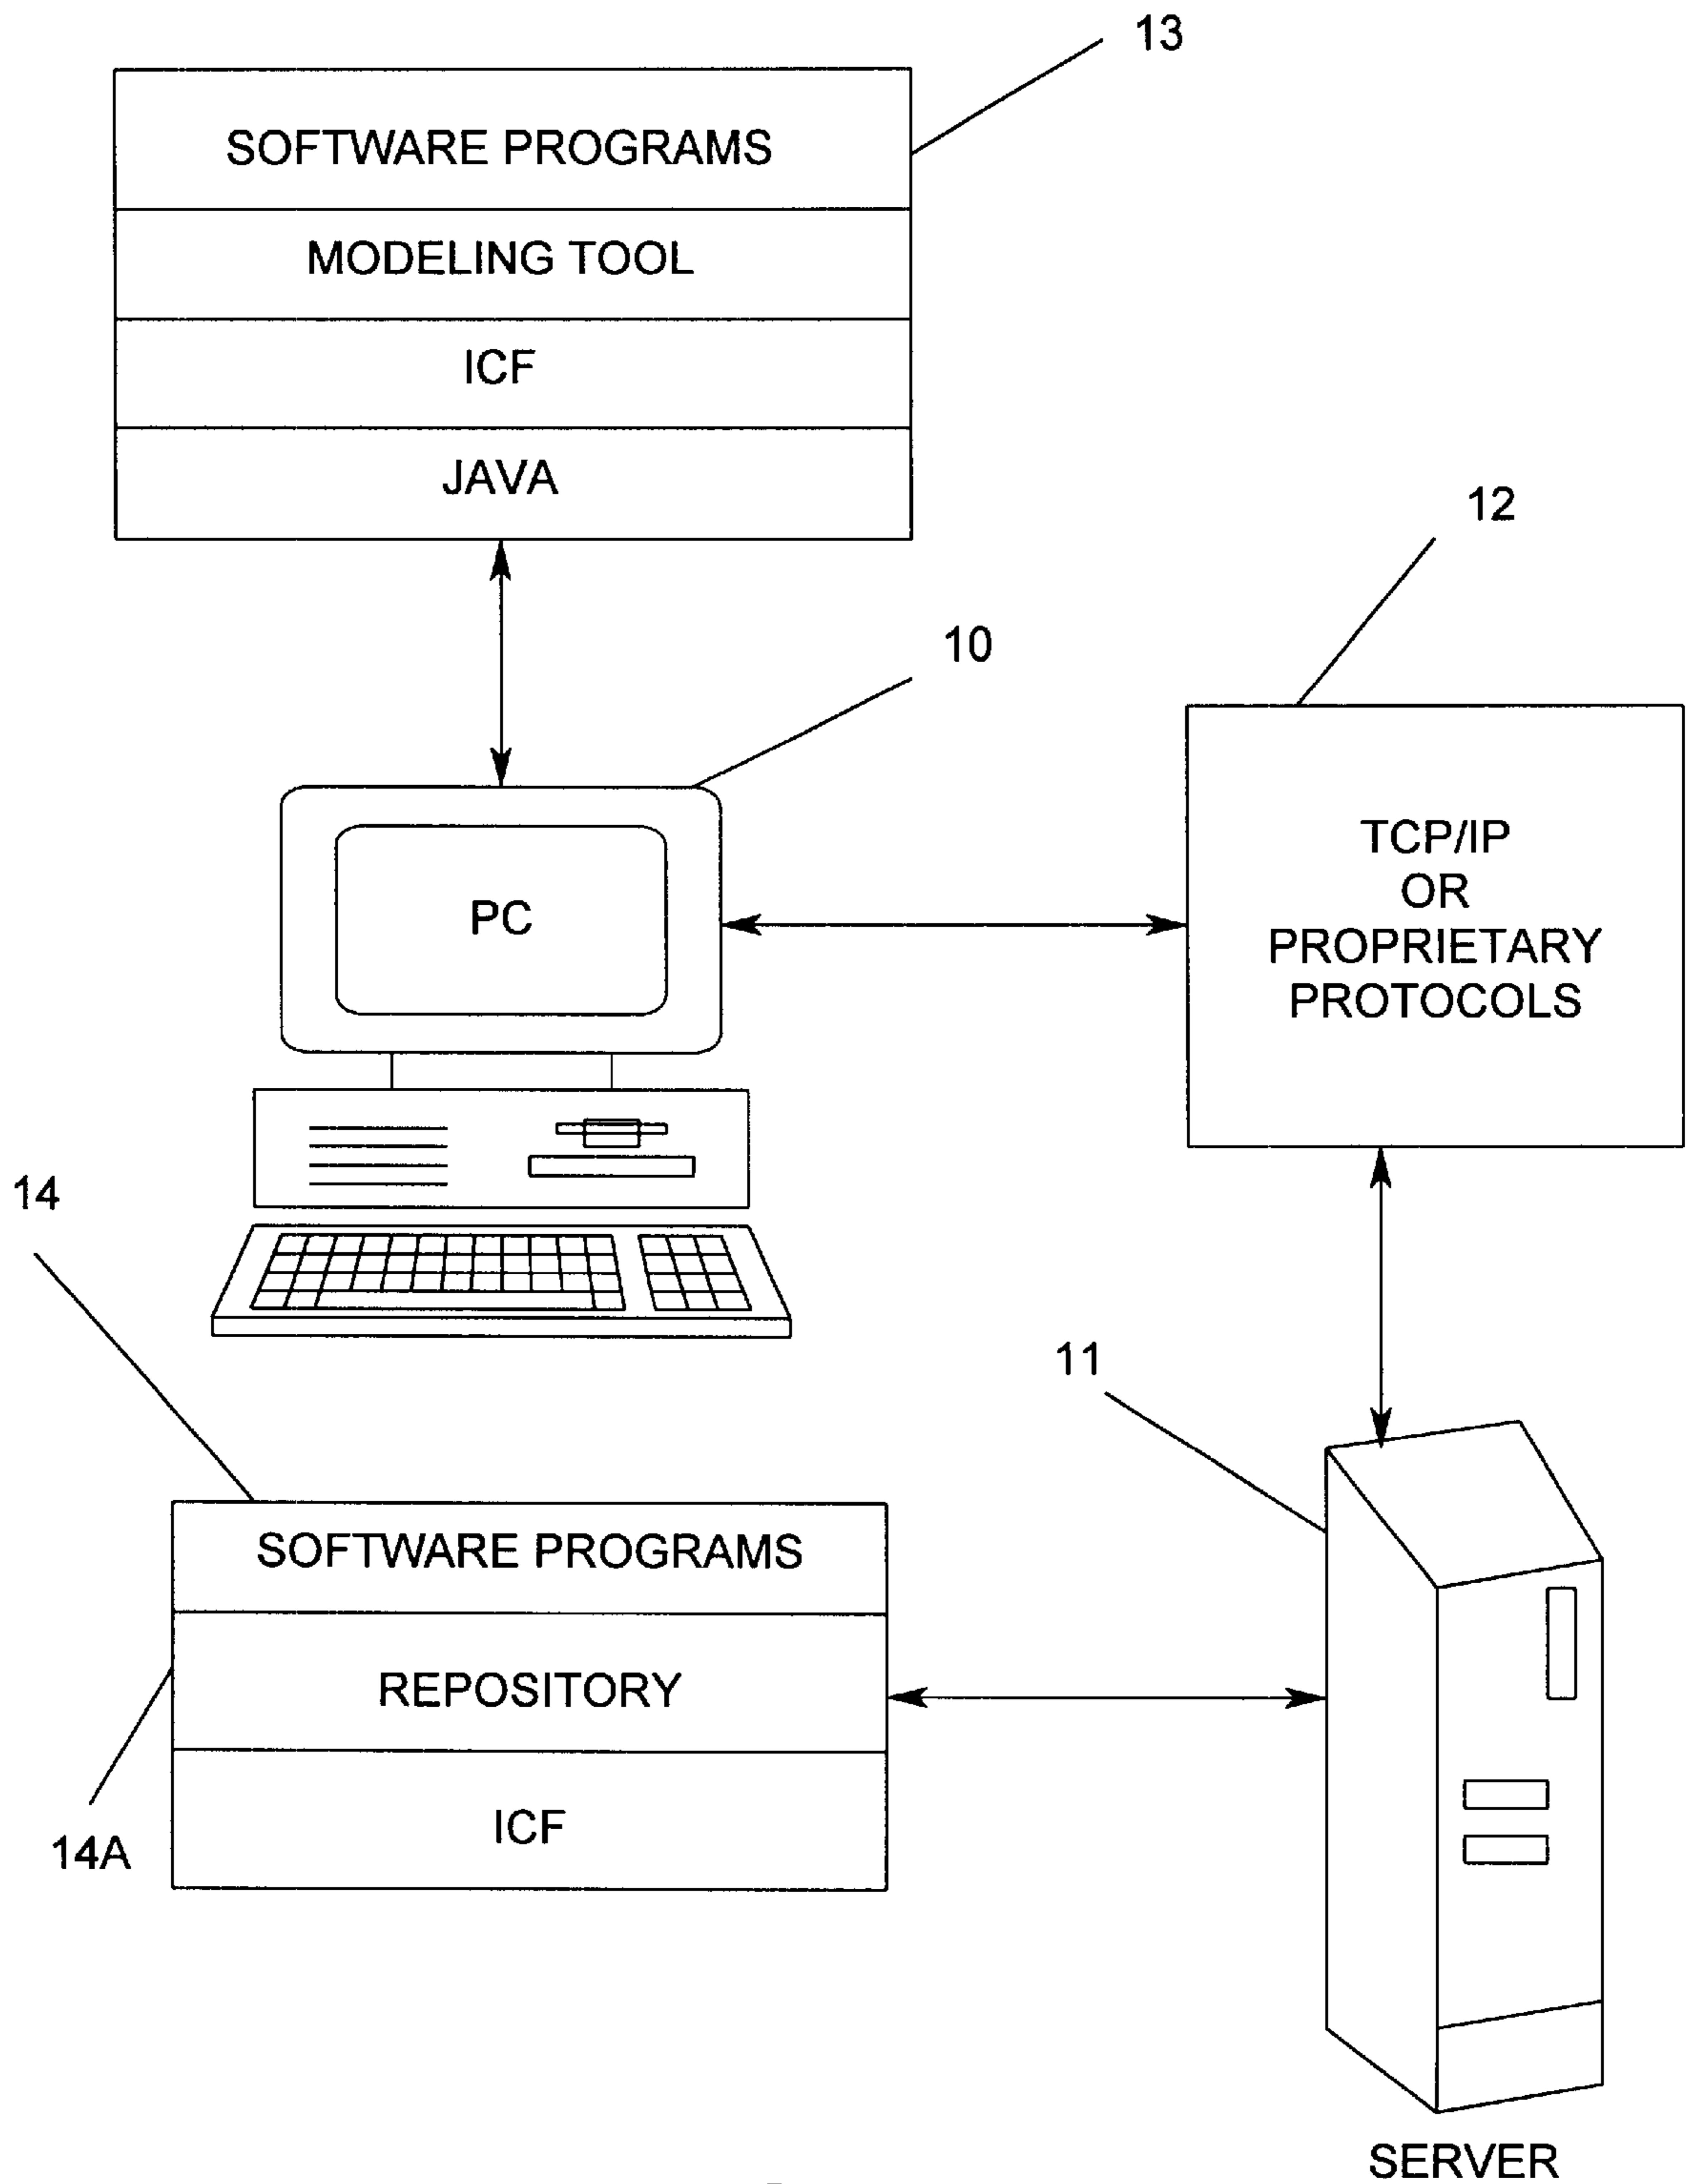 13
SOFTWARE PROGRAMS
MODELING TOOL
ICF
JAVA
12
10
TCP/IP
OR
PROPRIETARY
PROTOCOLS
PC
14
11
SOFTWARE PROGRAMS
REPOSITORY
ICF
14A
SERVER